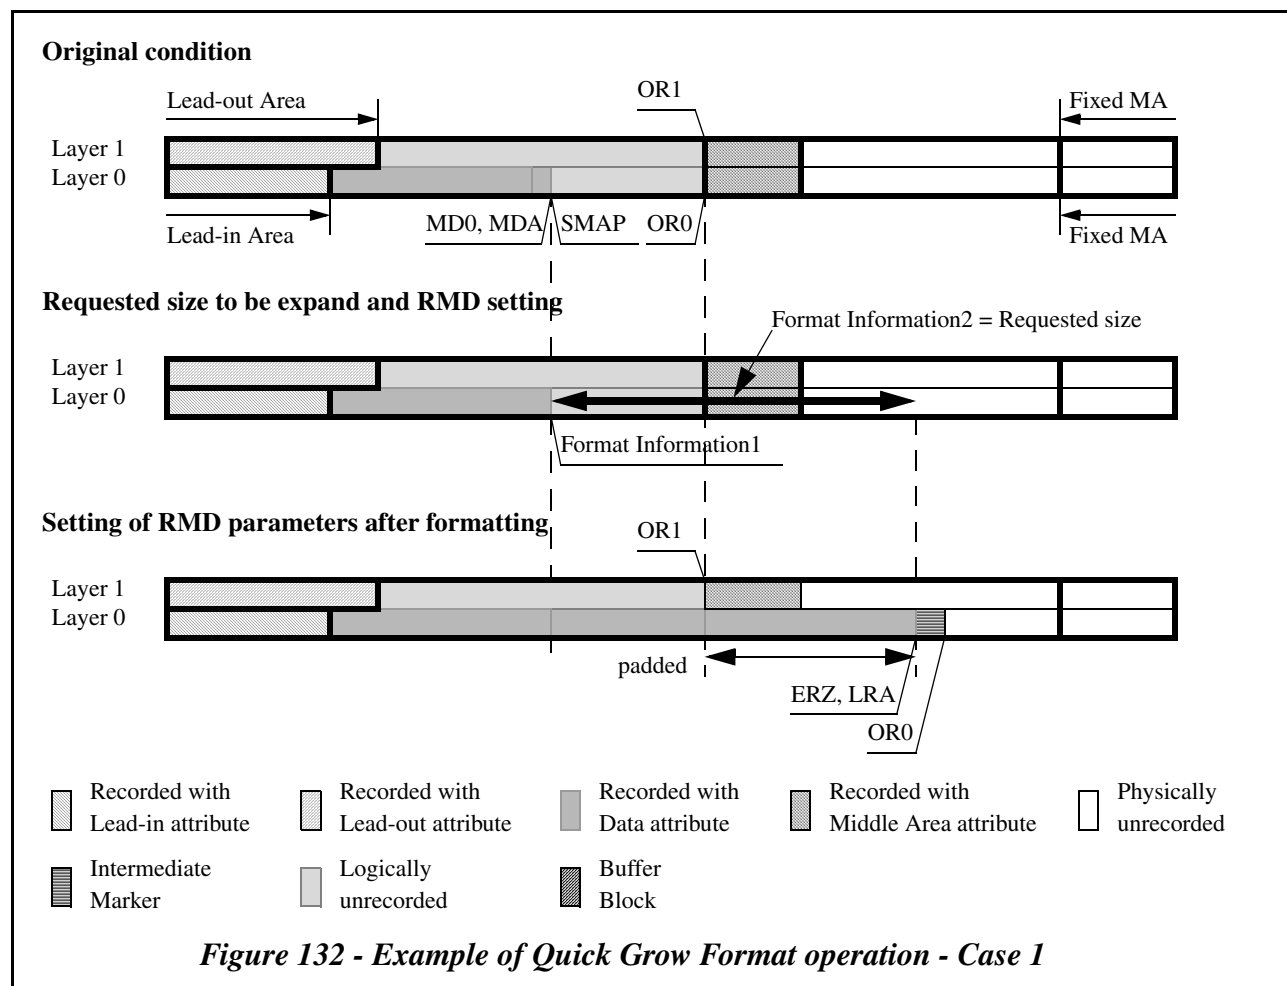 Original condition
Lead-out Area
OR1
Fixed MA
Layer 1
Layer 0
MD0, MDA
SMAP
OR0
Lead-in Area
Fixed MA
Requested size to be expand and RMD setting
Format Information2 = Requested size
Layer 1
Layer 0
Format Information1
Setting of RMD parameters after formatting
OR1
Layer 1
Layer 0
padded
ERZ, LRA
OR0
Recorded with
Lead-in attribute
Recorded with
Lead-out attribute
Recorded with
Data attribute
Recorded with
Middle Area attribute
Physically
unrecorded
Intermediate
Marker
Logically
unrecorded
Buffer
Block
Figure 132 - Example of Quick Grow Format operation - Case 1